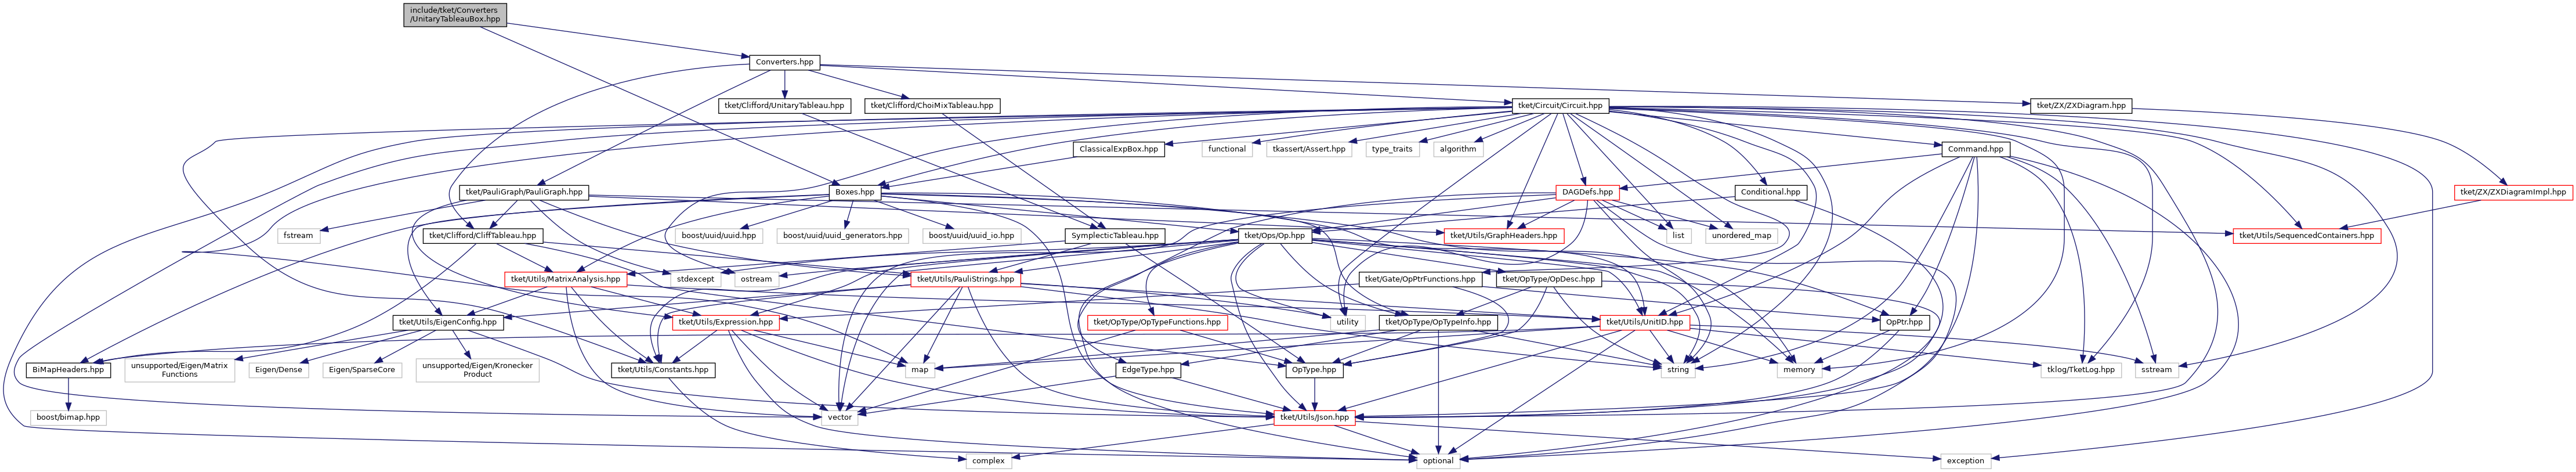 include/tket/Converters
/UnitaryTableauBox.hpp
Converters.hpp
tket/Clifford/UnitaryTableau.hpp
tket/Clifford/ChoiMixTableau.hpp
tket/Circuit/Circuit.hpp
tket/ZX/ZXDiagram.hpp
ClassicalExpBox.hpp
functional
tkassert/Assert.hpp
type_traits
algorithm
Command.hpp
tket/PauliGraph/PauliGraph.hpp
Boxes.hpp
DAGDefs.hpp
Conditional.hpp
tket/ZX/ZXDiagramImpl.hpp
fstream
tket/Clifford/CliffTableau.hpp
boost/uuid/uuid.hpp
boost/uuid/uuid_generators.hpp
boost/uuid/uuid_io.hpp
SymplecticTableau.hpp
tket/Ops/Op.hpp
tket/Utils/GraphHeaders.hpp
list
unordered_map
tket/Utils/SequencedContainers.hpp
tket/Utils/MatrixAnalysis.hpp
stdexcept
ostream
tket/Utils/PauliStrings.hpp
tket/Gate/OpPtrFunctions.hpp
tket/OpType/OpDesc.hpp
tket/Utils/EigenConfig.hpp
tket/Utils/Expression.hpp
tket/OpType/OpTypeFunctions.hpp
utility
tket/OpType/OpTypeInfo.hpp
tket/Utils/UnitID.hpp
OpPtr.hpp
BiMapHeaders.hpp
unsupported/Eigen/Matrix
Functions
Eigen/Dense
Eigen/SparseCore
unsupported/Eigen/Kronecker
Product
tket/Utils/Constants.hpp
map
EdgeType.hpp
OpType.hpp
string
memory
tklog/TketLog.hpp
sstream
boost/bimap.hpp
vector
tket/Utils/Json.hpp
complex
optional
exception